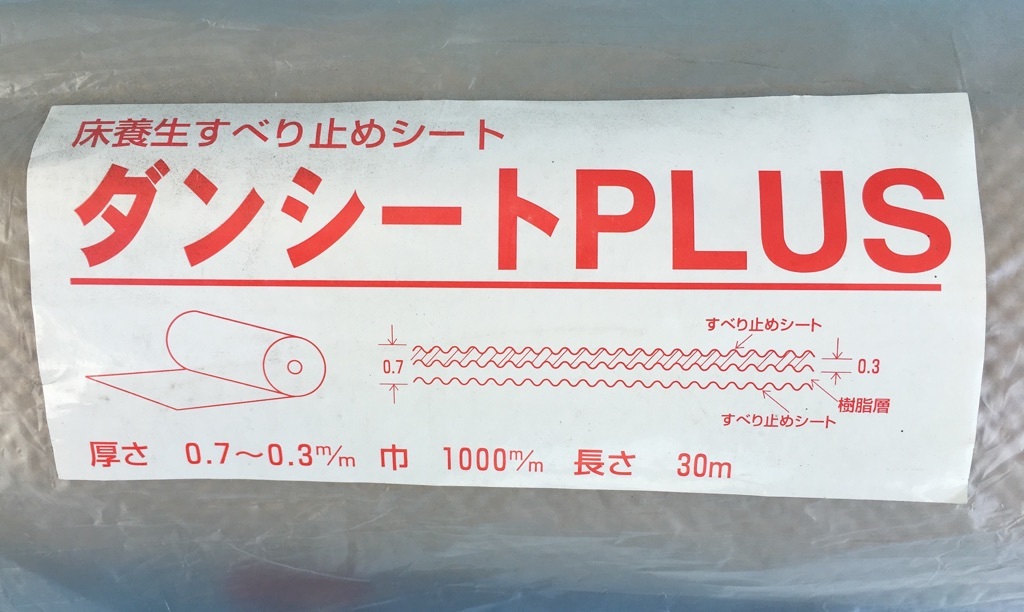 床養生すべり止めシート
ダンシートPLUS
すべり止めシート
0.7
0.3
樹脂層
すべり止めシート
厚さ 0.7～0.3m/m 巾 1000m/m 長さ 30m